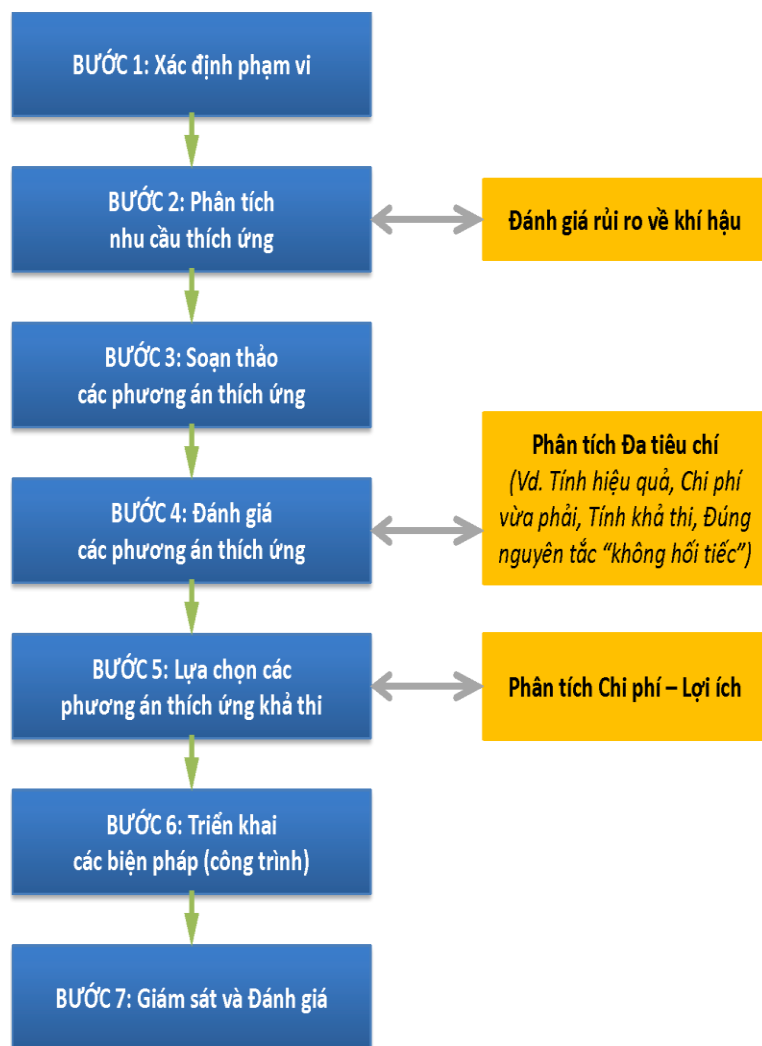 BƯỚC 1: Xác định phạm vi
BƯỚC 2: Phân tích
nhu cầu thích ứng
Đánh giá rủi ro về khí hậu
BƯỚC 3: Soạn thảo
các phương án thích ứng
BƯỚC 4: Đánh giá
các phương án thích ứng
Phân tích Đa tiêu chí
(Vd. Tính hiệu quả, Chi phí
vừa phải, Tính khả thi, Đúng
nguyên tắc “không hối tiếc”)
BƯỚC 5: Lựa chọn các
phương án thích ứng khả thi
Phân tích Chi phí – Lợi ích
BƯỚC 6: Triển khai
các biện pháp (công trình)
BƯỚC 7: Giám sát và Đánh giá